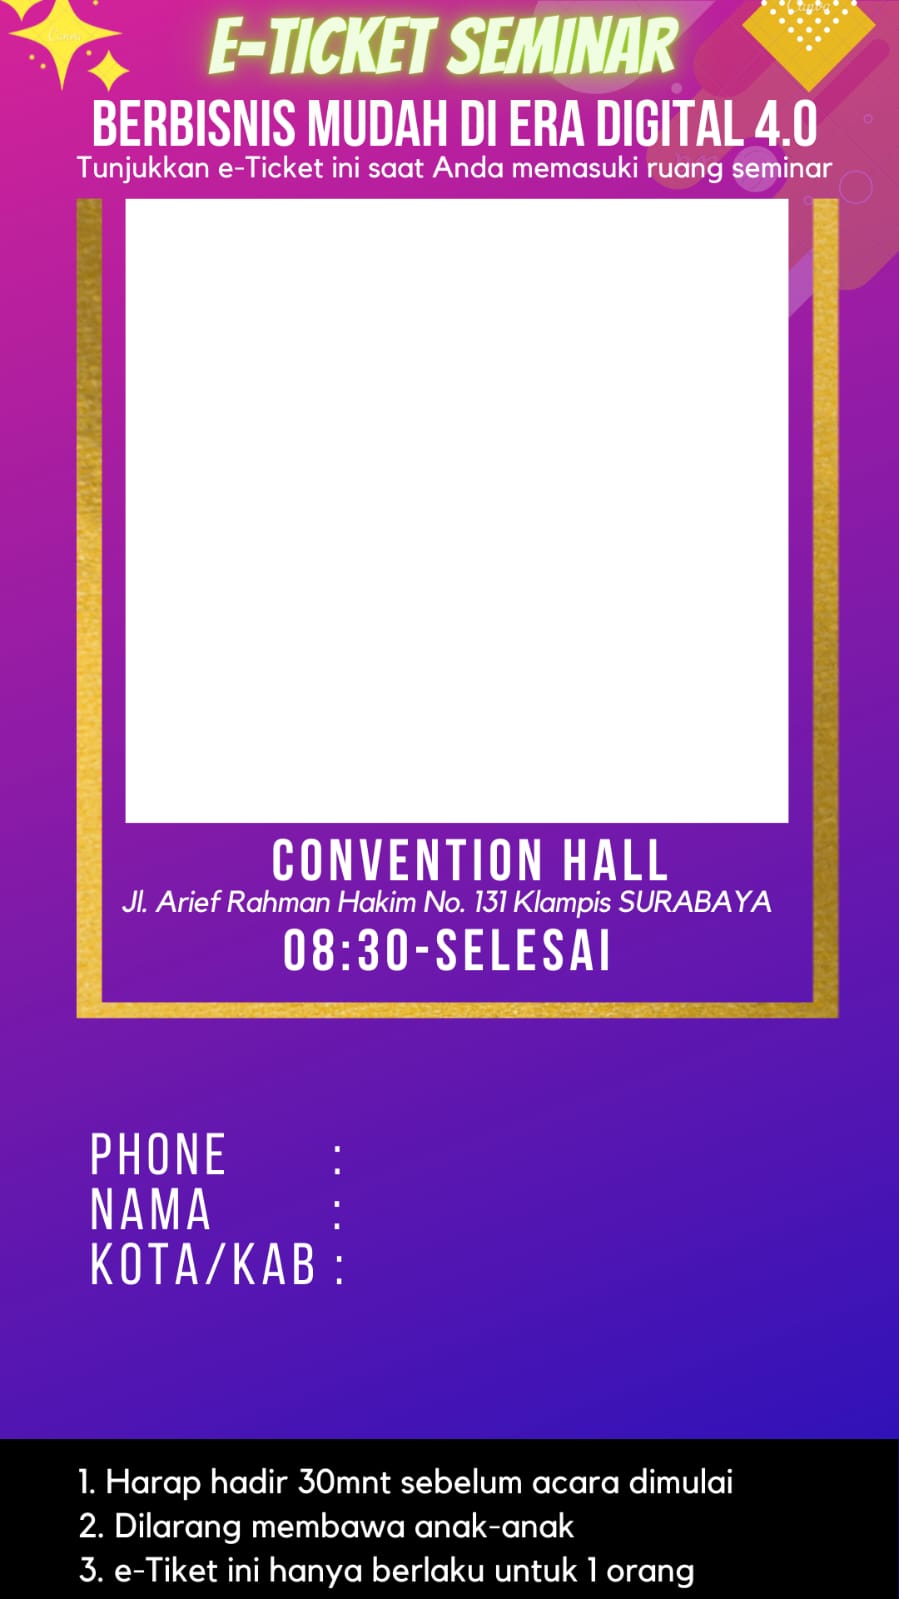 E-TICKET SEMINAR
BERBISNIS MUDAH DI ERA DIGITAL 4.0
Tunjukkan e-Ticket ini saat Anda memasuki ruang seminar
CONVENTION HALL
Jl. Arief Rahman Hakim No. 131 Klampis SURABAYA
08:30-SELESAI
PHONE :
NAMA :
KOTA/KAB :
1. Harap hadir 30mnt sebelum acara dimulai
2. Dilarang membawa anak-anak
3. e-Tiket ini hanya berlaku untuk 1 orang